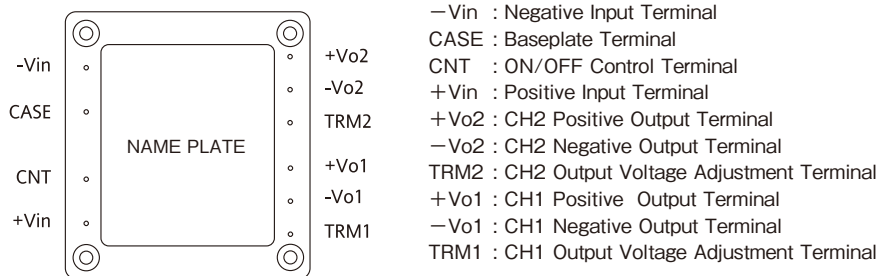 -Vin
CASE
CNT
+Vin
NAME PLATE
+Vo2
-Vo2
TRM2
+Vo1
-Vo1
TRM1
－Vin : Negative Input Terminal
CASE : Baseplate Terminal
CNT : ON/OFF Control Terminal
＋Vin : Positive Input Terminal
＋Vo2 : CH2 Positive Output Terminal
－Vo2 : CH2 Negative Output Terminal
TRM2 : CH2 Output Voltage Adjustment Terminal
＋Vo1 : CH1 Positive Output Terminal
－Vo1 : CH1 Negative Output Terminal
TRM1 : CH1 Output Voltage Adjustment Terminal